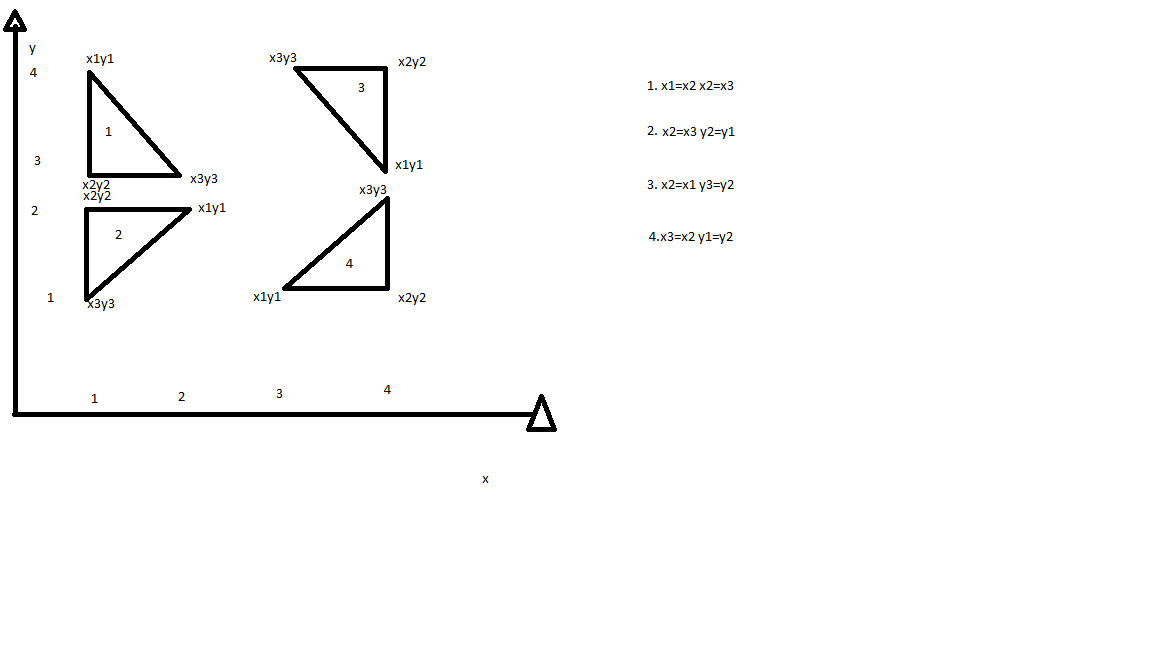 y
4
x1y1
1
3
x2y2
x3y3
x2y2
2
x1y1
2
1
x3y3
x3y3
x2y2
3
x1y1
x3y3
4
x1y1
x2y2
1
2
3
4
x
1. x1=x2 x2=x3
2. x2=x3 y2=y1
3. x2=x1 y3=y2
4.x3=x2 y1=y2